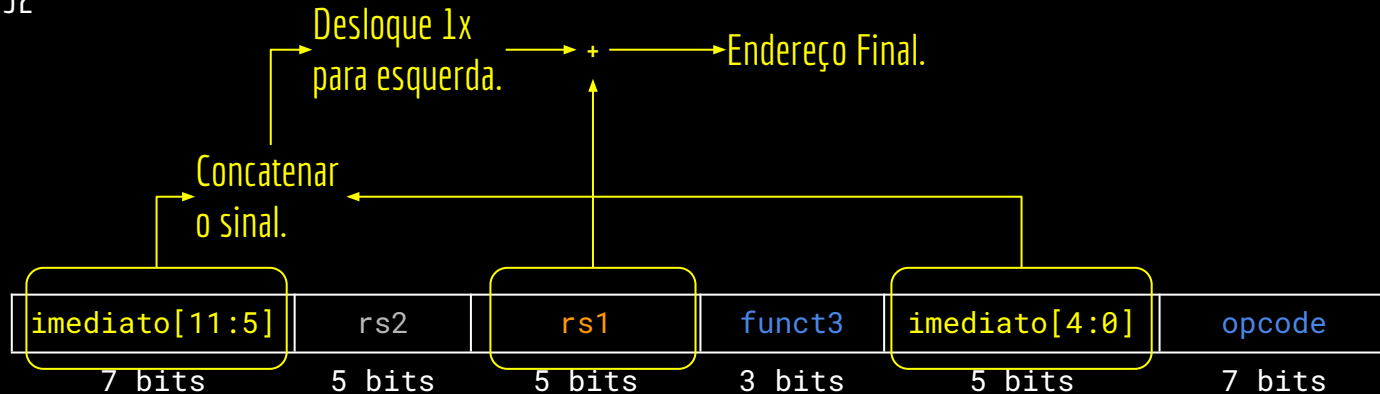 Desloque 1x
para esquerda.
+
Endereço Final.
Concatenar
o sinal.
imediato[11:5] rs2 rs1 funct3 imediato[4:0] opcode
7 bits 5 bits 5 bits 3 bits 5 bits 7 bits